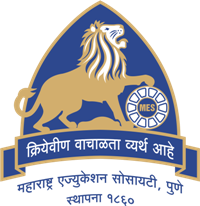 MES
क्रियेवीण वाचाळता व्यर्थ आहे
महाराष्ट्र एज्युकेशन सोसायटी, पुणे
स्थापना १८६०